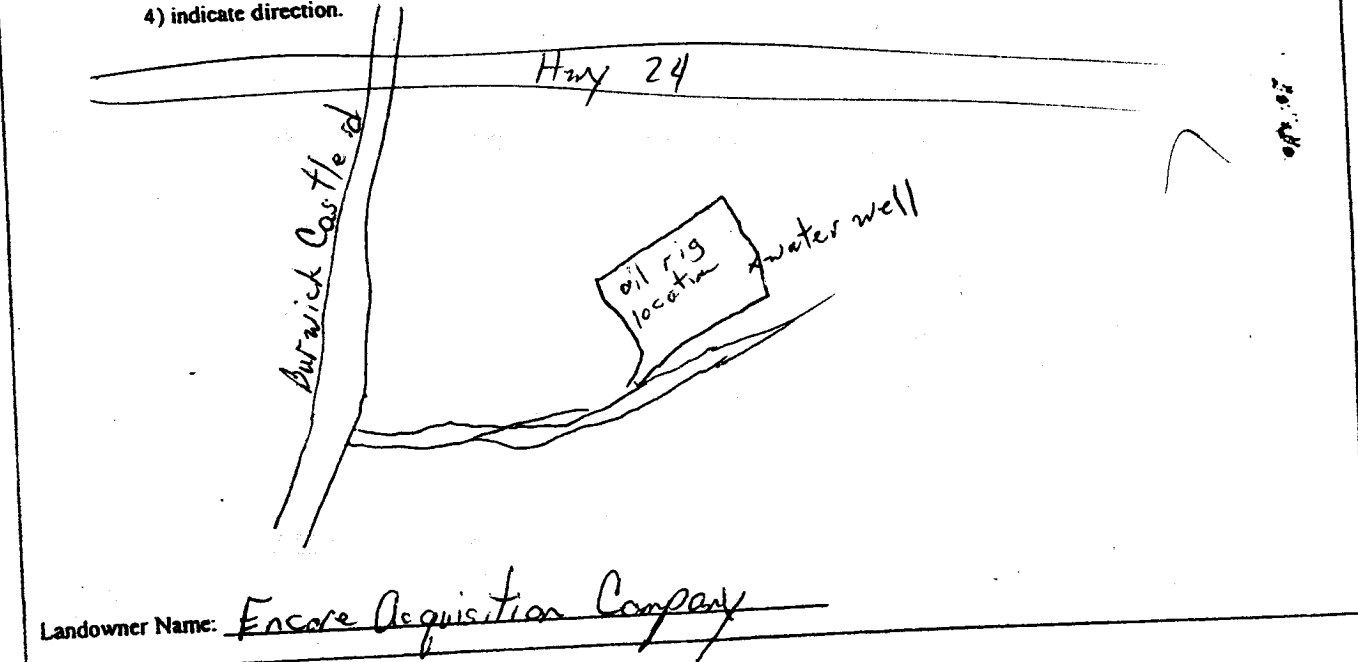 4) indicate direction.
Hwy 24
Burwick Castle rd
oil rig
location
x water well
Landowner Name: Encore Acquisition Company